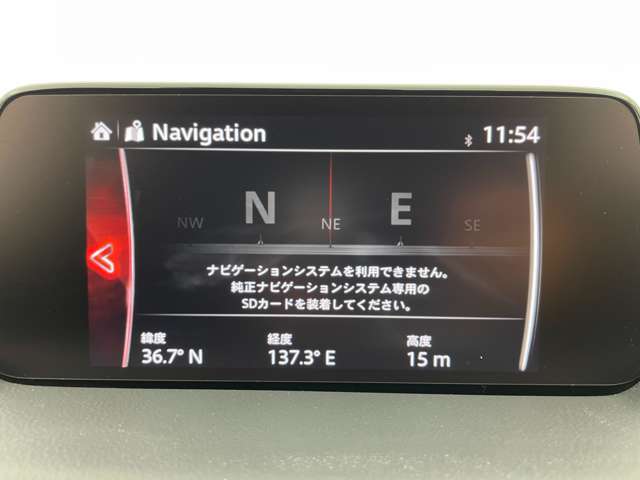 Navigation 11:54
NW N NE E SE
ナビゲーションシステムを利用できません。
純正ナビゲーションシステム専用の
SDカードを装着してください。
緯度 経度 高度
36.7° N 137.3° E 15 m